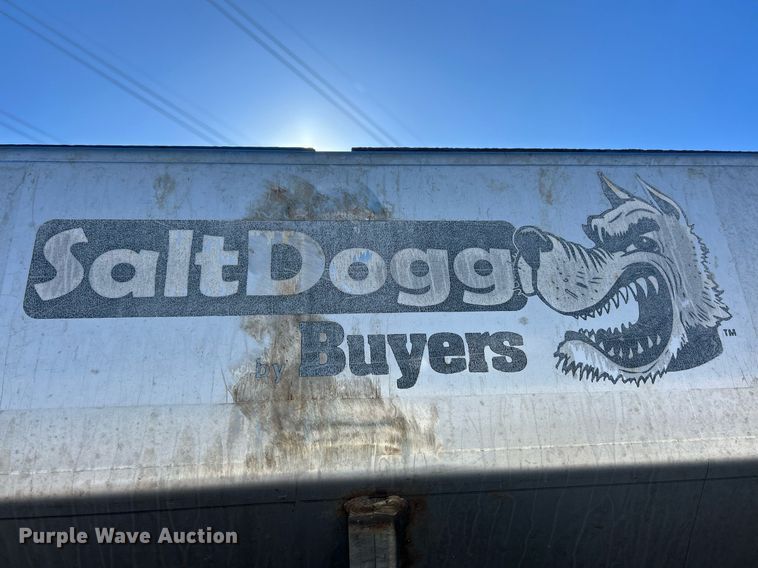 SaltDogg
by Buyers
TM
Purple Wave Auction